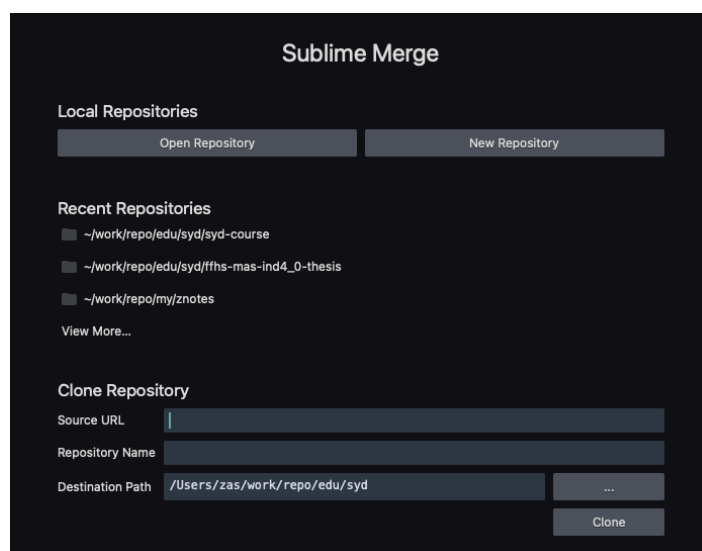 Sublime Merge
Local Repositories
Open Repository New Repository
Recent Repositories
~/work/repo/edu/syd/syd-course
~/work/repo/edu/syd/ffhs-mas-ind4_0-thesis
~/work/repo/my/znotes
View More...
Clone Repository
Source URL
Repository Name
Destination Path /Users/zas/work/repo/edu/syd ...
Clone